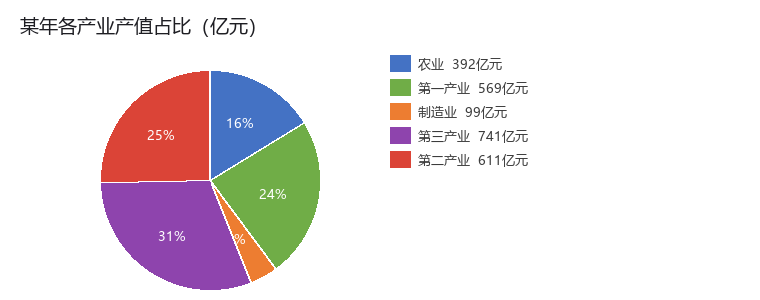 某年各产业产值占比（亿元）
农业 392亿元
第一产业 569亿元
制造业 99亿元
第三产业 741亿元
第二产业 611亿元
16%
25%
24%
31%
%